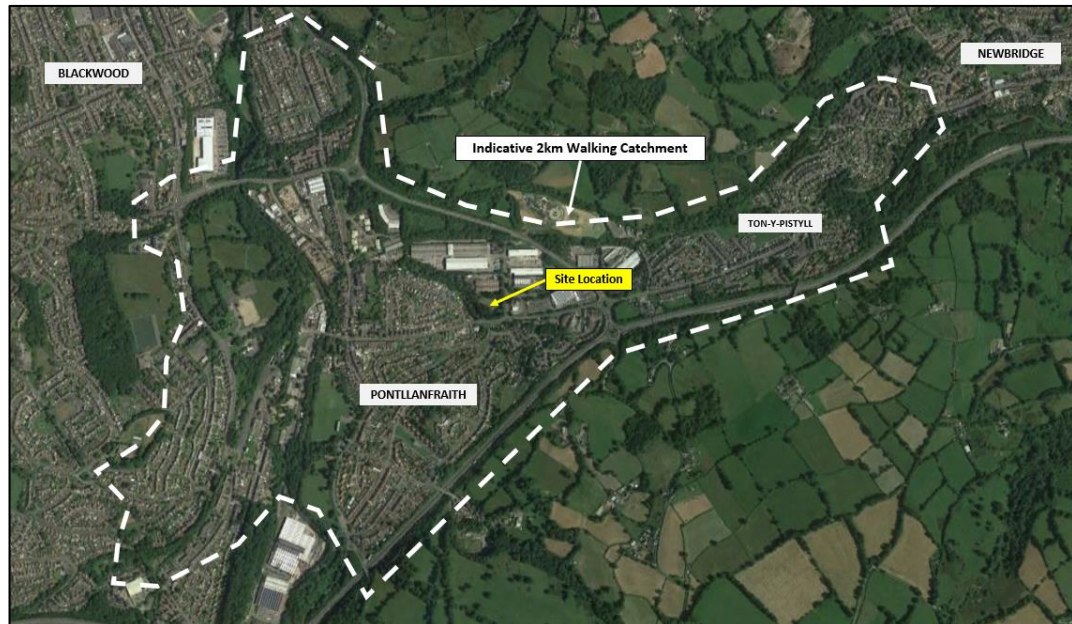 BLACKWOOD
NEWBRIDGE
Indicative 2km Walking Catchment
TON-Y-PISTYLL
Site Location
PONTLLANFRAITH